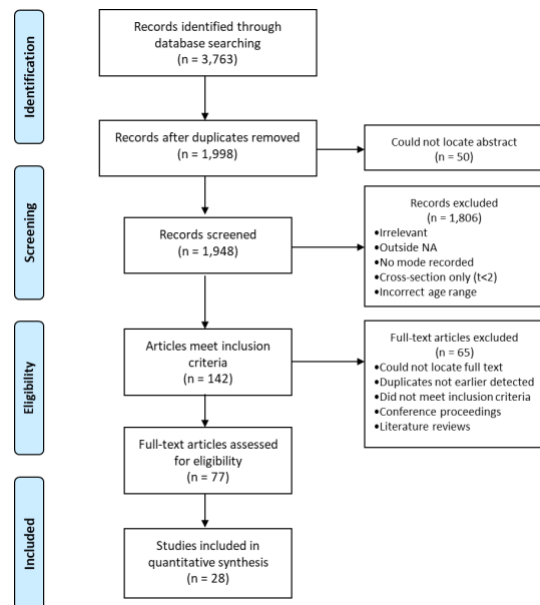 Identification
Records identified through
database searching
(n = 3,763)
Records after duplicates removed
(n = 1,998)
Could not locate abstract
(n = 50)
Screening
Records screened
(n = 1,948)
Records excluded
(n = 1,806)
•Irrelevant
•Outside NA
•No mode recorded
•Cross-section only (t<2)
•Incorrect age range
Eligibility
Articles meet inclusion
criteria
(n = 142)
Full-text articles excluded
(n = 65)
•Could not locate full text
•Duplicates not earlier detected
•Did not meet inclusion criteria
•Conference proceedings
•Literature reviews
Full-text articles assessed
for eligibility
(n = 77)
Included
Studies included in
quantitative synthesis
(n = 28)